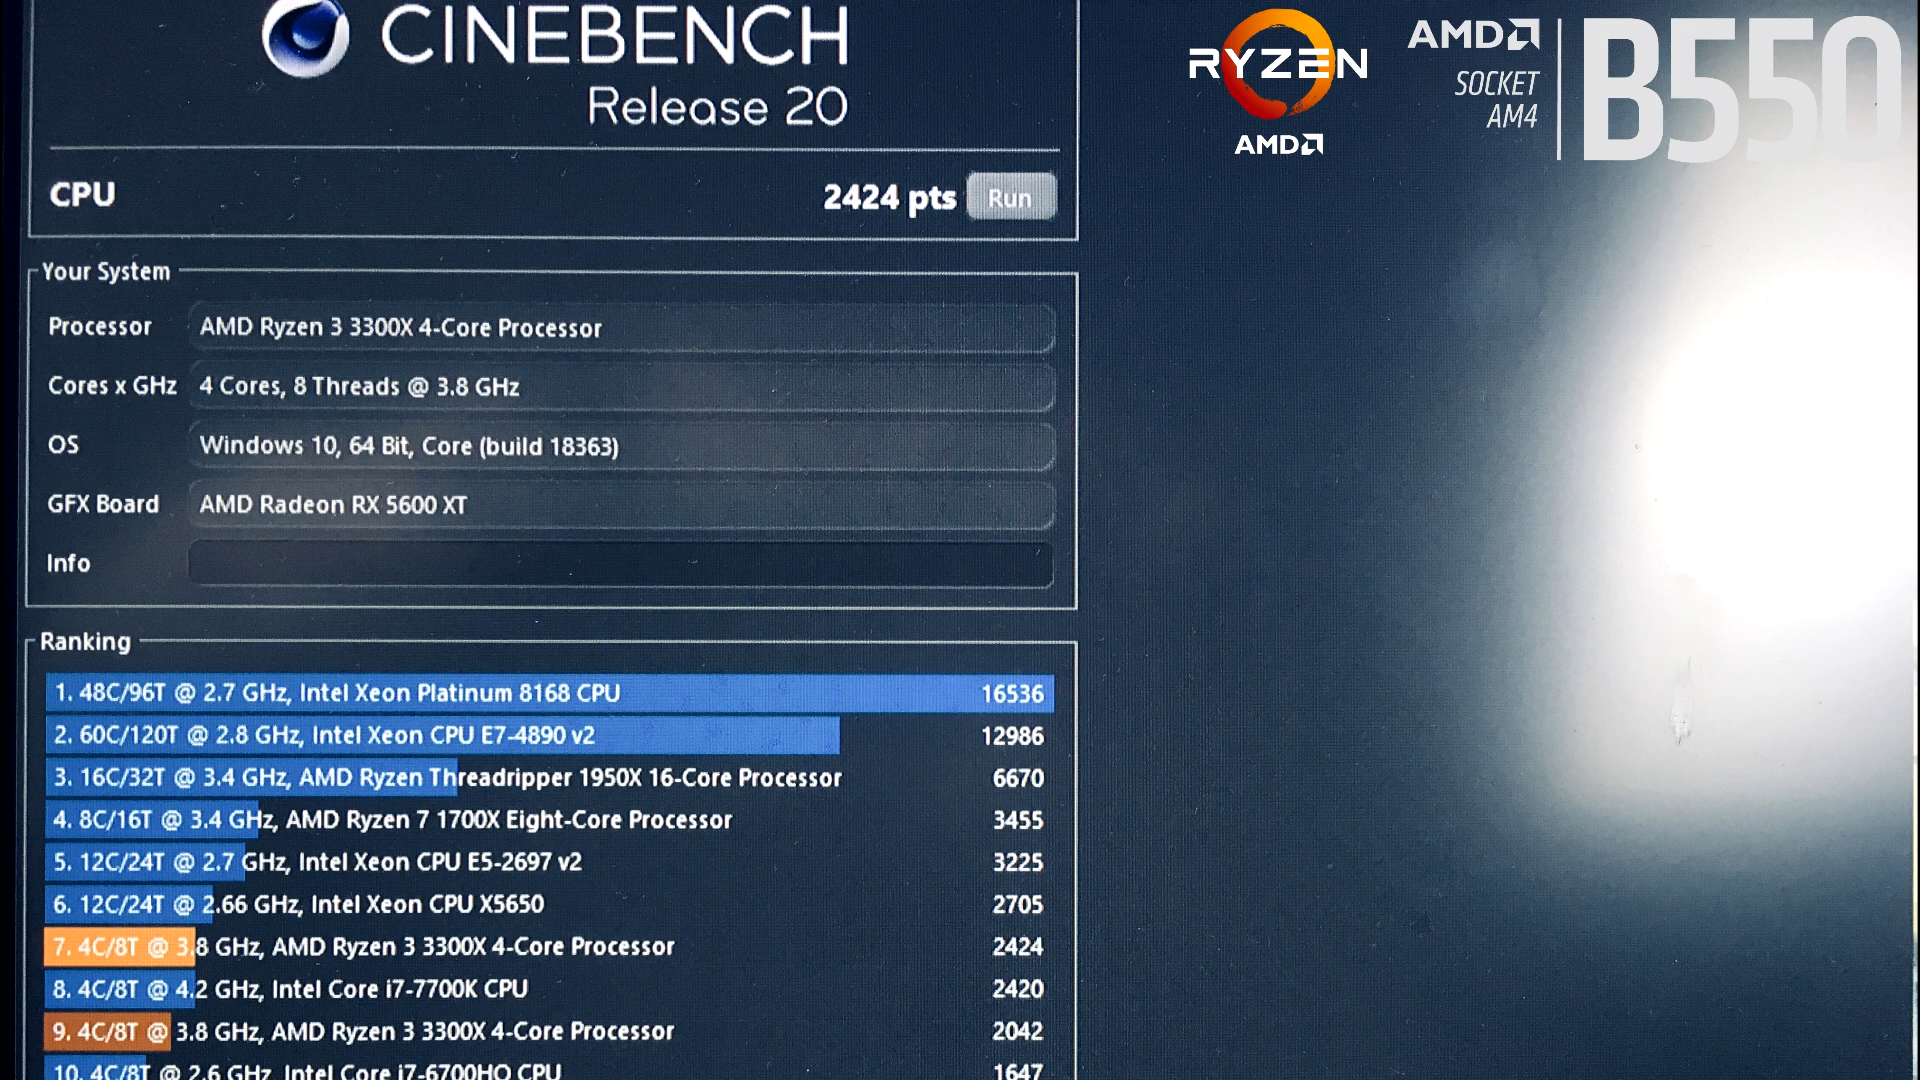 CINEBENCH
Release 20
RYZEN
AMD
AMD
SOCKET
AM4
B550
CPU 2424 pts Run
Your System
Processor AMD Ryzen 3 3300X 4-Core Processor
Cores x GHz 4 Cores, 8 Threads @ 3.8 GHz
OS Windows 10, 64 Bit, Core (build 18363)
GFX Board AMD Radeon RX 5600 XT
Info
Ranking
1. 48C/96T @ 2.7 GHz, Intel Xeon Platinum 8168 CPU 16536
2. 60C/120T @ 2.8 GHz, Intel Xeon CPU E7-4890 v2 12986
3. 16C/32T @ 3.4 GHz, AMD Ryzen Threadripper 1950X 16-Core Processor 6670
4. 8C/16T @ 3.4 GHz, AMD Ryzen 7 1700X Eight-Core Processor 3455
5. 12C/24T @ 2.7 GHz, Intel Xeon CPU E5-2697 v2 3225
6. 12C/24T @ 2.66 GHz, Intel Xeon CPU X5650 2705
7. 4C/8T @ 3.8 GHz, AMD Ryzen 3 3300X 4-Core Processor 2424
8. 4C/8T @ 4.2 GHz, Intel Core i7-7700K CPU 2420
9. 4C/8T @ 3.8 GHz, AMD Ryzen 3 3300X 4-Core Processor 2042
10. 4C/8T @ 2.6 GHz, Intel Core i7-6700HQ CPU 1647